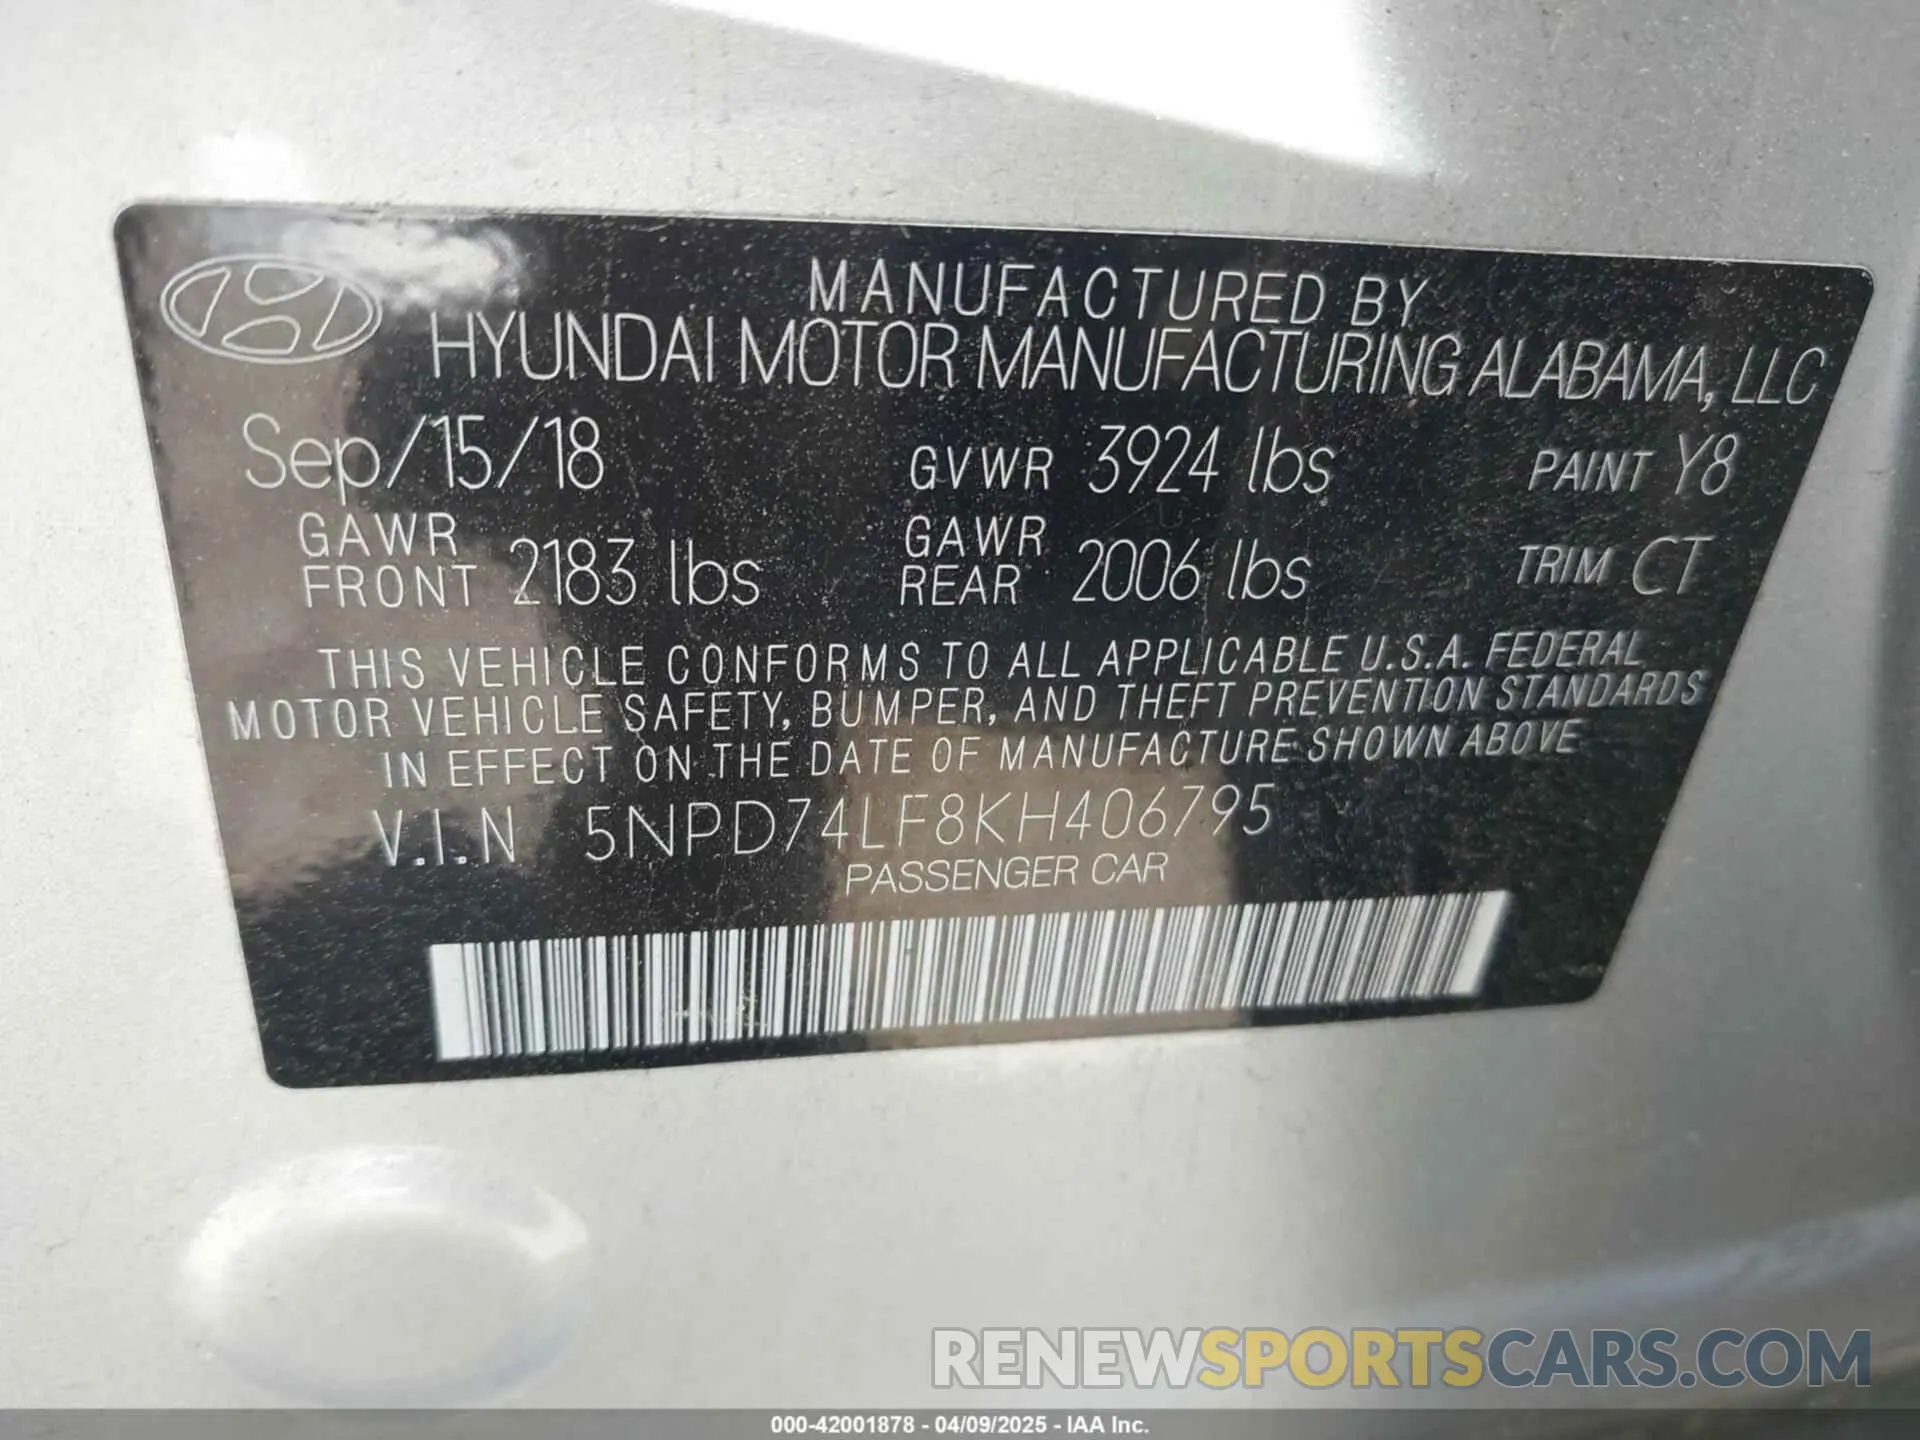 MANUFACTURED BY
HYUNDAI MOTOR MANUFACTURING ALABAMA, LLC
Sep/15/18 GVWR 3924 lbs PAINT Y8
GAWR FRONT 2183 lbs GAWR REAR 2006 lbs TRIM CT
THIS VEHICLE CONFORMS TO ALL APPLICABLE U.S.A. FEDERAL
MOTOR VEHICLE SAFETY, BUMPER, AND THEFT PREVENTION STANDARDS
IN EFFECT ON THE DATE OF MANUFACTURE SHOWN ABOVE
V.I.N 5NPD74LF8KH406795
PASSENGER CAR
RENEWSPORTSCARS.COM
000-42001878 - 04/09/2025 - IAA Inc.